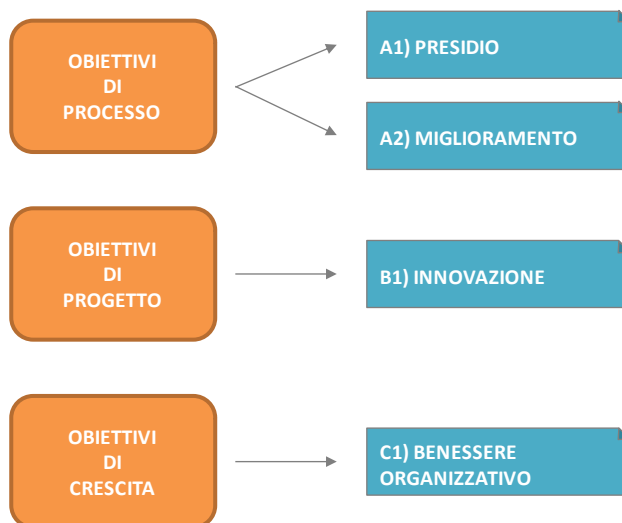 OBIETTIVI
DI
PROCESSO
A1) PRESIDIO
A2) MIGLIORAMENTO
OBIETTIVI
DI
PROGETTO
B1) INNOVAZIONE
OBIETTIVI
DI
CRESCITA
C1) BENESSERE
ORGANIZZATIVO